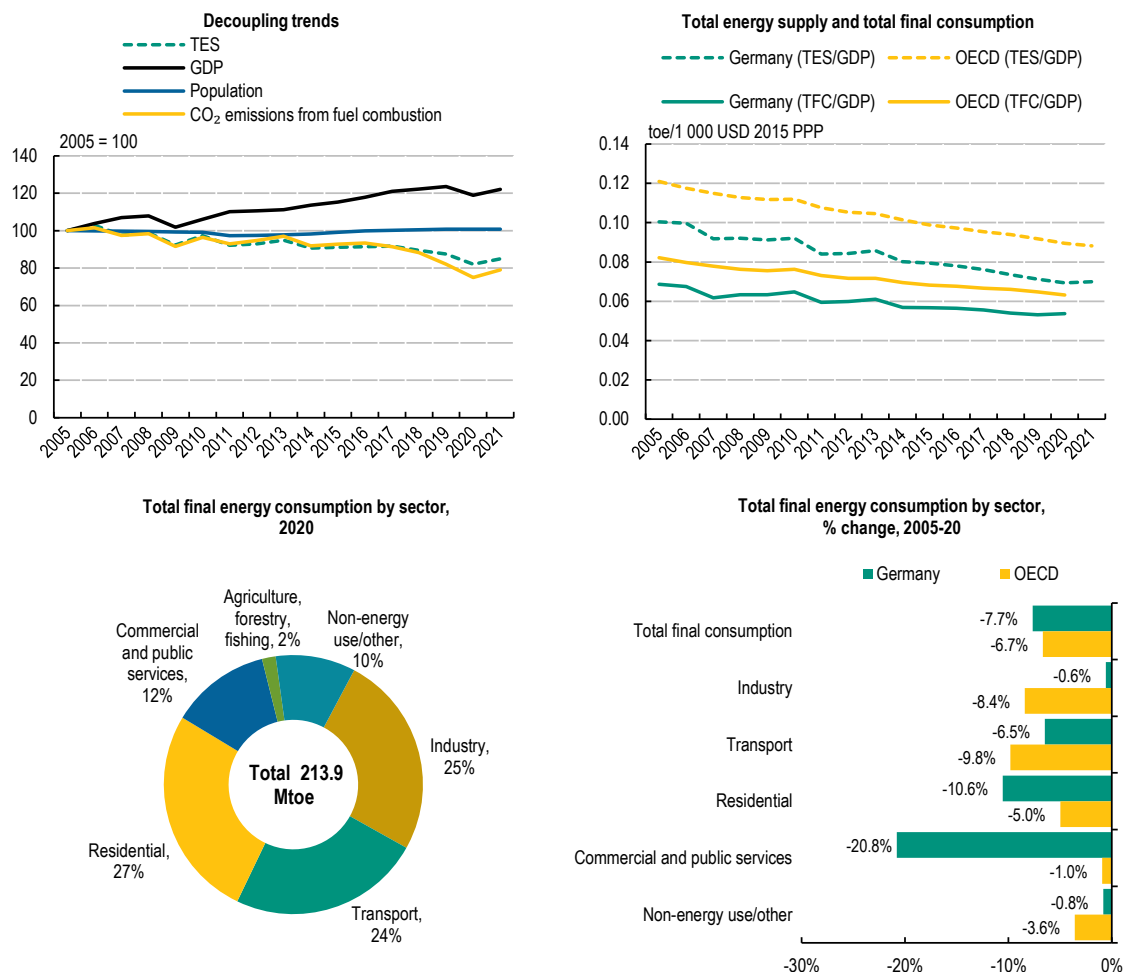 Decoupling trends
TES
GDP
Population
CO₂ emissions from fuel combustion
2005 = 100
140
120
100
80
60
40
20
0
2005
2006
2007
2008
2009
2010
2011
2012
2013
2014
2015
2016
2017
2018
2019
2020
2021
Total energy supply and total final consumption
Germany (TES/GDP)
OECD (TES/GDP)
Germany (TFC/GDP)
OECD (TFC/GDP)
toe/1 000 USD 2015 PPP
0.14
0.12
0.10
0.08
0.06
0.04
0.02
0.00
2005
2006
2007
2008
2009
2010
2011
2012
2013
2014
2015
2016
2017
2018
2019
2020
2021
Total final energy consumption by sector,
2020
Agriculture,
forestry,
fishing, 2%
Non-energy
use/other,
10%
Commercial
and public
services,
12%
Industry,
25%
Total 213.9
Mtoe
Residential,
27%
Transport,
24%
Total final energy consumption by sector,
% change, 2005-20
Germany
OECD
Total final consumption
-7.7%
-6.7%
Industry
-0.6%
-8.4%
Transport
-6.5%
-9.8%
Residential
-10.6%
-5.0%
Commercial and public services
-20.8%
-1.0%
Non-energy use/other
-0.8%
-3.6%
-30%
-20%
-10%
0%